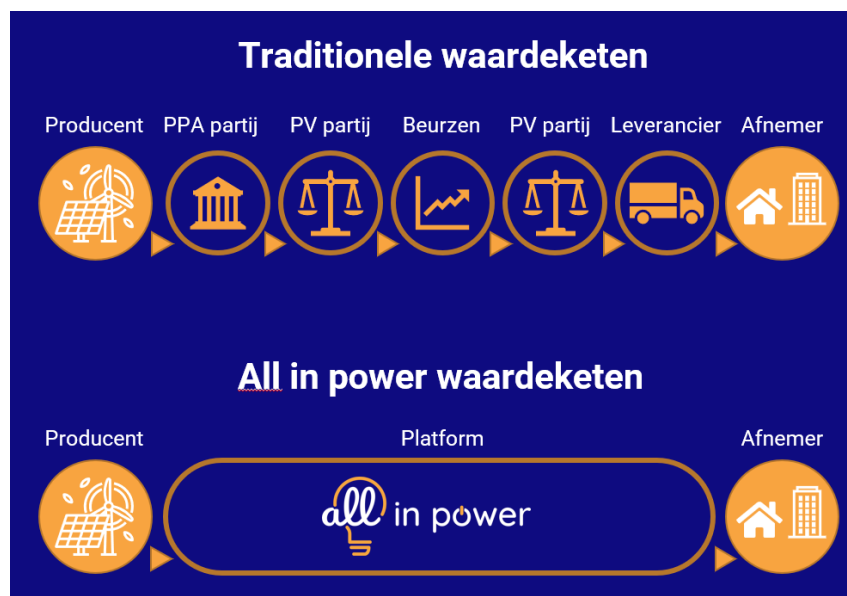 Traditionele waardeketen
Producent PPA partij PV partij Beurzen PV partij Leverancier Afnemer
All in power waardeketen
Producent Platform Afnemer
all in power